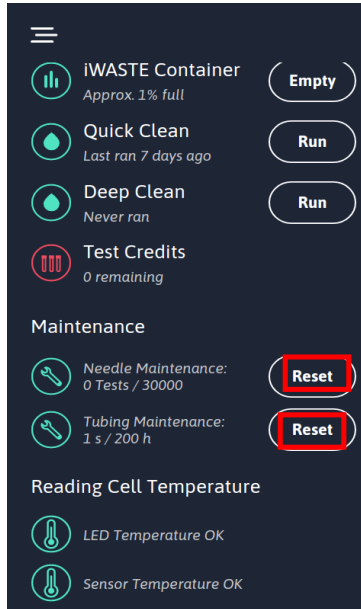 iWASTE Container
Approx. 1% full
Empty
Quick Clean
Last ran 7 days ago
Run
Deep Clean
Never ran
Run
Test Credits
0 remaining
Maintenance
Needle Maintenance:
0 Tests / 30000
Reset
Tubing Maintenance:
1 s / 200 h
Reset
Reading Cell Temperature
LED Temperature OK
Sensor Temperature OK